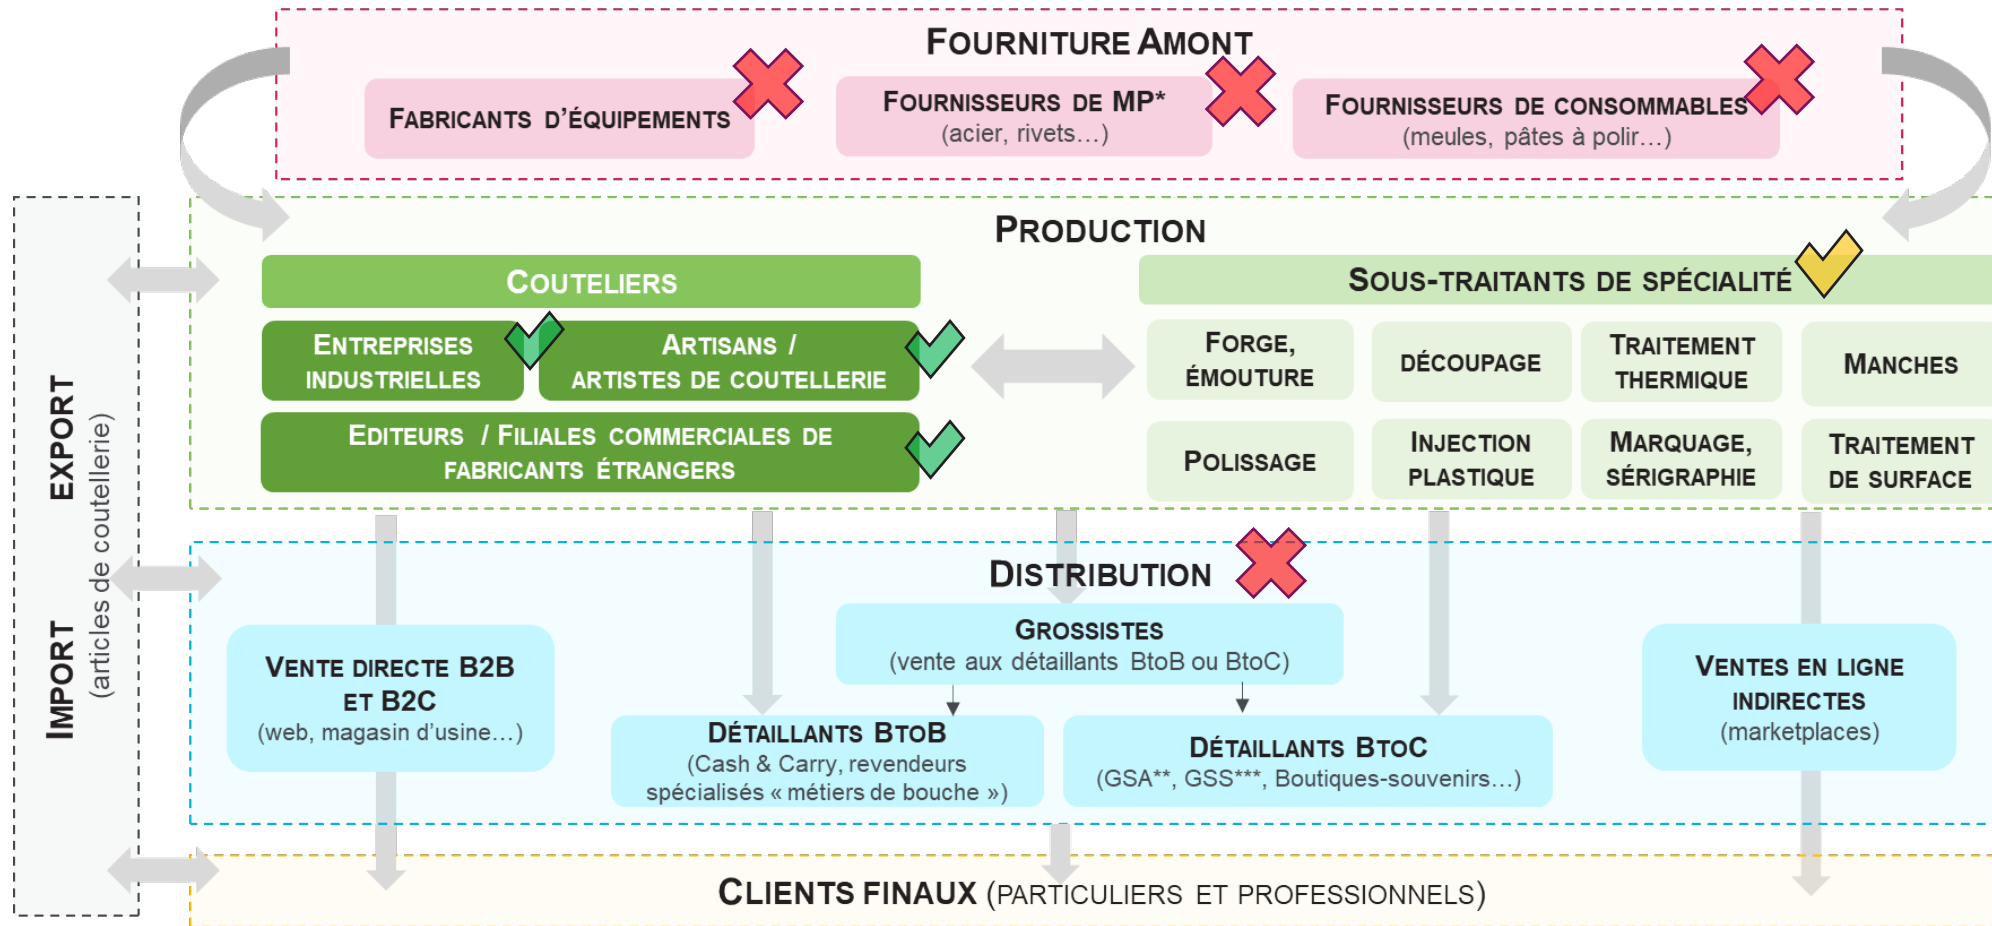 FOURNITURE AMONT
FABRICANTS D'ÉQUIPEMENTS
FOURNISSEURS DE MP*
(acier, rivets…)
FOURNISSEURS DE CONSOMMABLES
(meules, pâtes à polir…)
PRODUCTION
COUTELIERS
ENTREPRISES
INDUSTRIELLES
ARTISANS /
ARTISTES DE COUTELLERIE
EDITEURS / FILIALES COMMERCIALES DE
FABRICANTS ÉTRANGERS
SOUS-TRAITANTS DE SPÉCIALITÉ
FORGE,
ÉMOUTURE
DÉCOUPAGE
TRAITEMENT
THERMIQUE
MANCHES
POLISSAGE
INJECTION
PLASTIQUE
MARQUAGE,
SÉRIGRAPHIE
TRAITEMENT
DE SURFACE
IMPORT EXPORT
(articles de coutellerie)
DISTRIBUTION
VENTE DIRECTE B2B
ET B2C
(web, magasin d'usine…)
GROSSISTES
(vente aux détaillants BtoB ou BtoC)
DÉTAILLANTS BTOB
(Cash & Carry, revendeurs
spécialisés « métiers de bouche »)
DÉTAILLANTS BTOC
(GSA**, GSS***, Boutiques-souvenirs…)
VENTES EN LIGNE
INDIRECTES
(marketplaces)
CLIENTS FINAUX (PARTICULIERS ET PROFESSIONNELS)